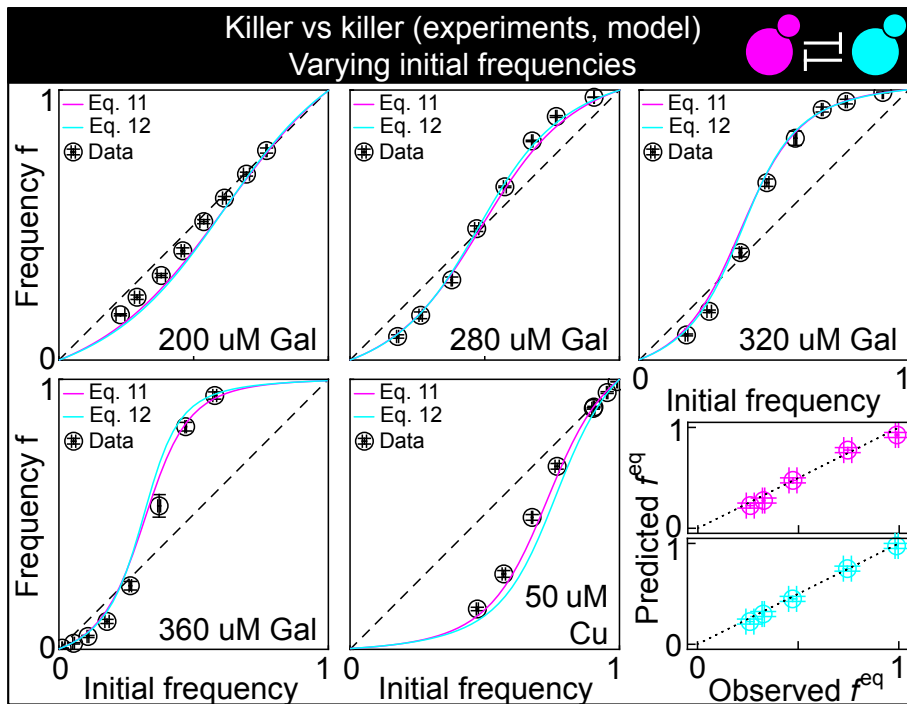 Killer vs killer (experiments, model)
Varying initial frequencies
1
Eq. 11
Eq. 12
Data
Frequency f
0
200 uM Gal
Eq. 11
Eq. 12
Data
280 uM Gal
Eq. 11
Eq. 12
Data
320 uM Gal
0
1
Initial frequency
1
Eq. 11
Eq. 12
Data
Frequency f
0
360 uM Gal
0
1
Initial frequency
Eq. 11
Eq. 12
Data
50 uM
Cu
0
1
Initial frequency
1
0
1
0
Predicted f^eq
0
1
Observed f^eq